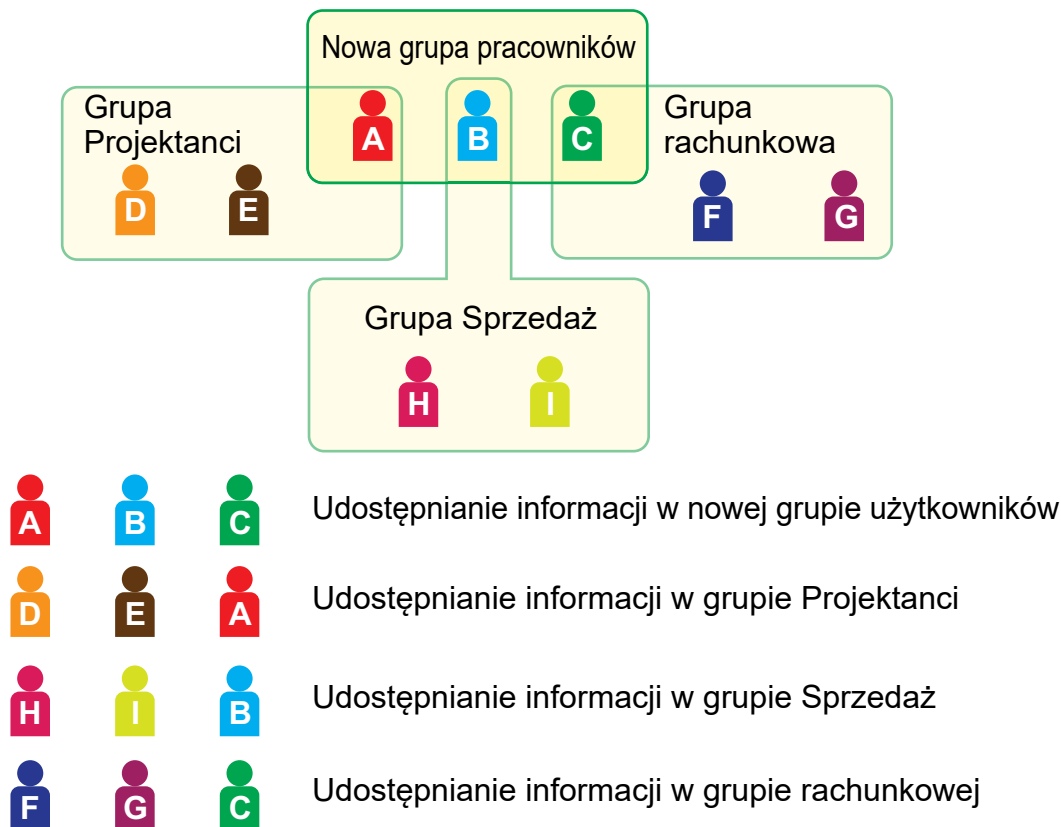 Nowa grupa pracowników
Grupa
Projektanci
A
B
C
Grupa
rachunkowa
D
E
F
G
Grupa Sprzedaż
H
I
A B C Udostępnianie informacji w nowej grupie użytkowników
D E A Udostępnianie informacji w grupie Projektanci
H I B Udostępnianie informacji w grupie Sprzedaż
F G C Udostępnianie informacji w grupie rachunkowej